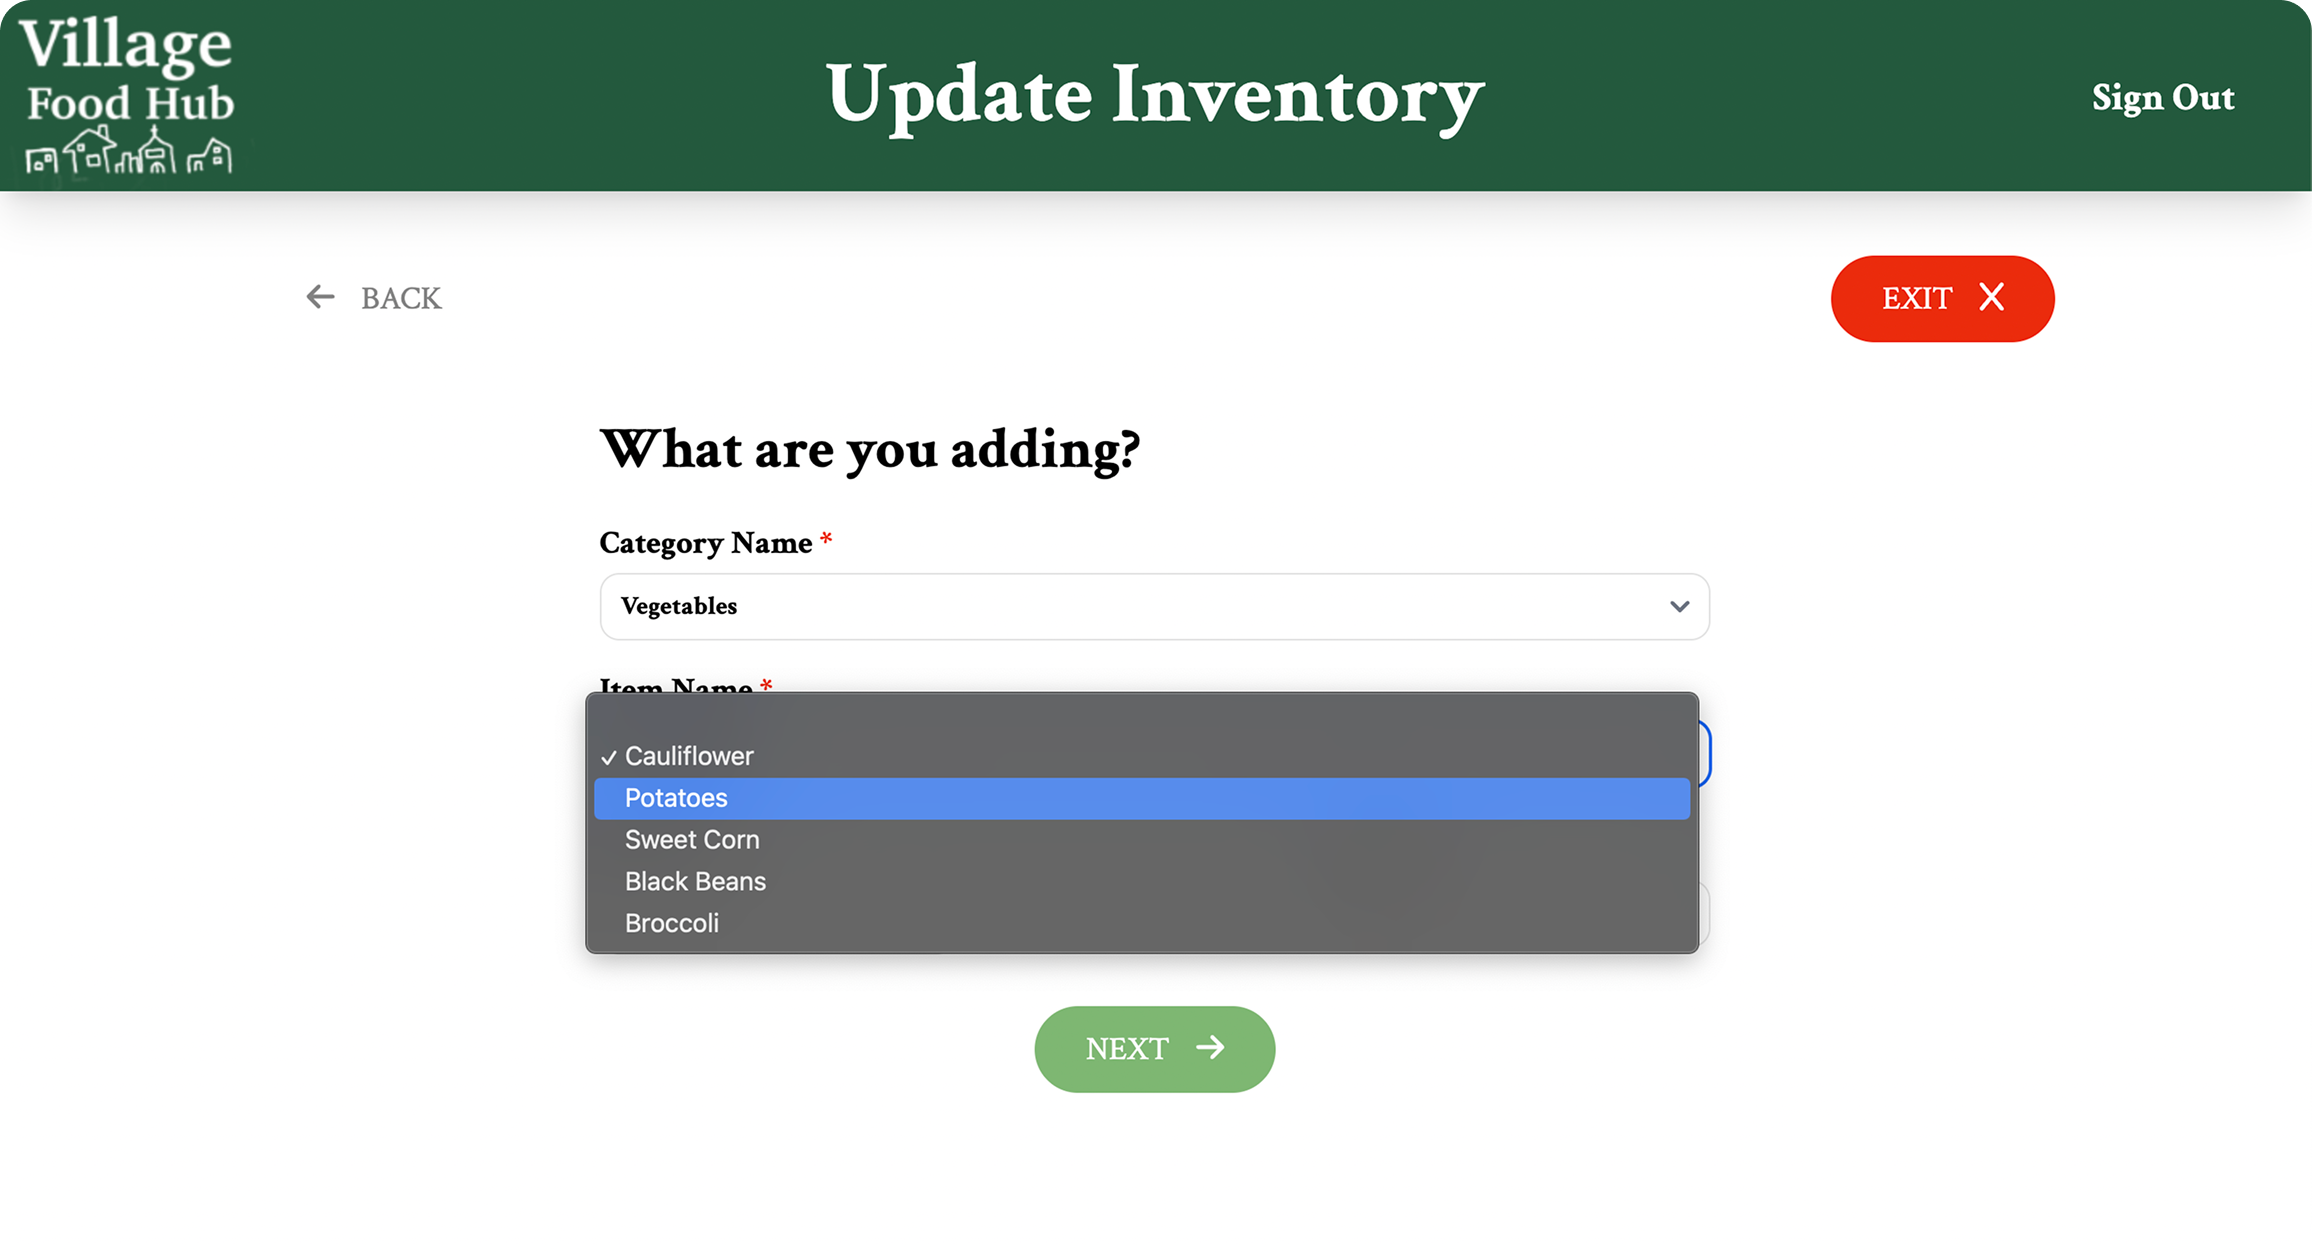 Village
Food Hub
Update Inventory
Sign Out
BACK
EXIT
What are you adding?
Category Name *
Vegetables
Item Name *
✓ Cauliflower
Potatoes
Sweet Corn
Black Beans
Broccoli
NEXT